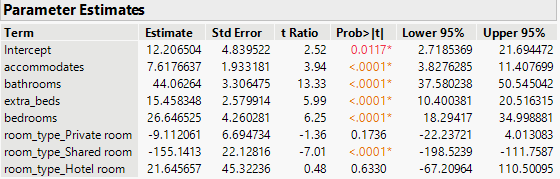 Parameter Estimates
Term Estimate Std Error t Ratio Prob>|t| Lower 95% Upper 95%
Intercept 12.206504 4.839522 2.52 0.0117* 2.7185369 21.694472
accommodates 7.6176637 1.933181 3.94 <.0001* 3.8276285 11.407699
bathrooms 44.06264 3.306475 13.33 <.0001* 37.580238 50.545042
extra_beds 15.458348 2.579914 5.99 <.0001* 10.400381 20.516315
bedrooms 26.646525 4.260281 6.25 <.0001* 18.29417 34.998881
room_type_Private room -9.112061 6.694734 -1.36 0.1736 -22.23721 4.013083
room_type_Shared room -155.1413 22.12816 -7.01 <.0001* -198.5239 -111.7587
room_type_Hotel room 21.645657 45.32236 0.48 0.6330 -67.20964 110.50095